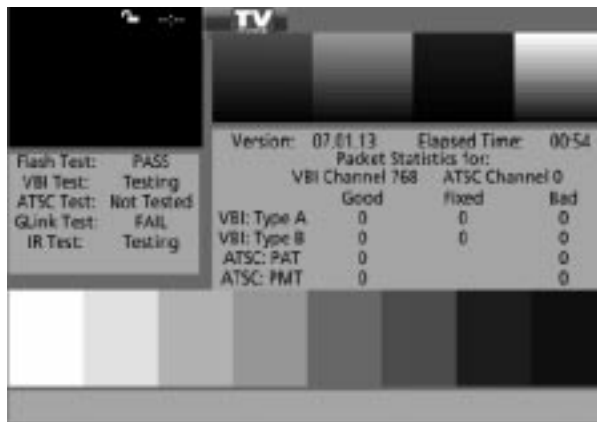 --:--
TV
Flash Test: PASS
VBI Test: Testing
ATSC Test: Not Tested
GLink Test: FAIL
IR Test: Testing
Version: 07.01.13 Elapsed Time: 00:54
Packet Statistics for:
VBI Channel 768 ATSC Channel 0
Good fixed Bad
VBI: Type A 0 0 0
VBI: Type B 0 0 0
ATSC: PAT 0 0
ATSC: PMT 0 0